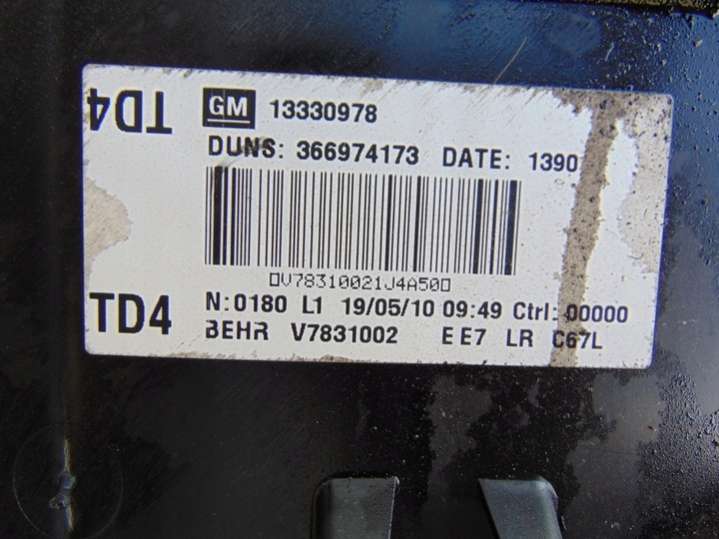 TD4
GM 13330978
DUNS: 366974173 DATE: 1390
V78310021J4A50
TD4
N:0180 L1 19/05/10 09:49 Ctrl: 00000
BEHR V7831002 E E7 LR C67L